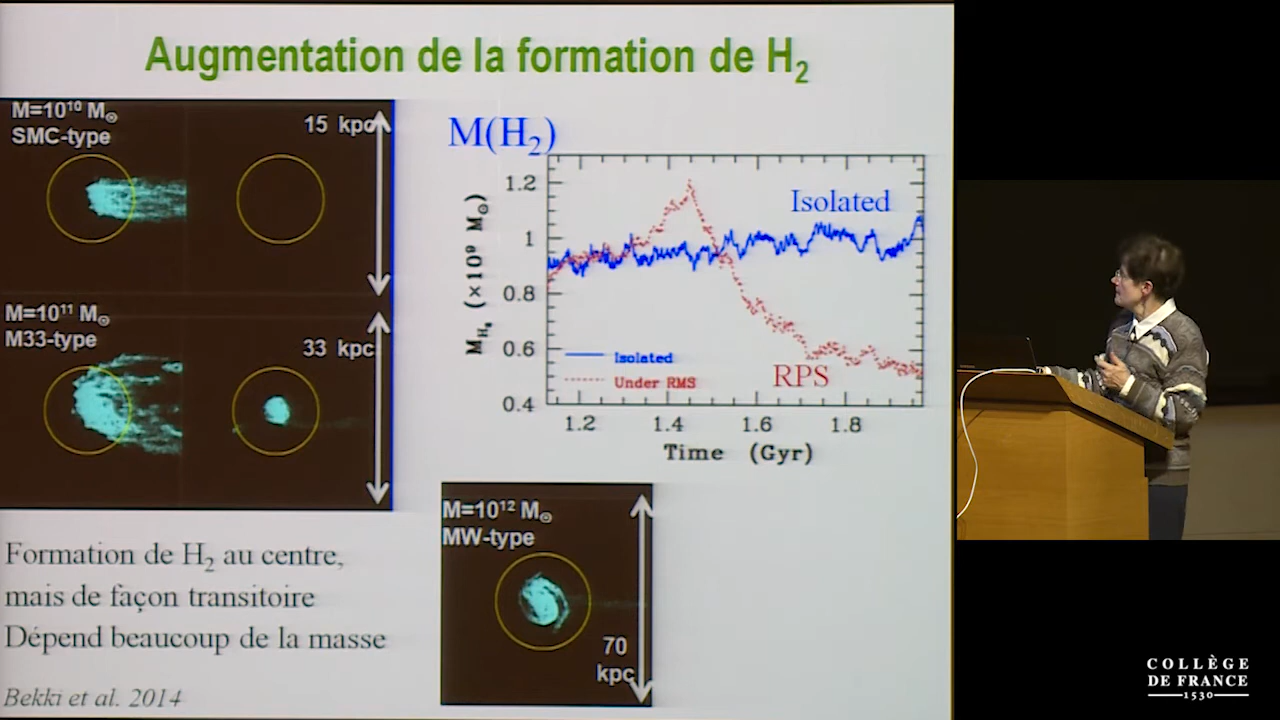 Augmentation de la formation de H₂
M=10¹⁰ M☉
SMC-type
15 kpc
M=10¹¹ M☉
M33-type
33 kpc
M(H₂)
M_H₂ (×10⁹ M☉)
1.2
1
0.8
0.6
0.4
Isolated
Isolated
Under RMS
RPS
1.2 1.4 1.6 1.8
Time (Gyr)
M=10¹² M☉
MW-type
70
kpc
Formation de H₂ au centre,
mais de façon transitoire
Dépend beaucoup de la masse
Bekki et al. 2014
COLLÈGE
DE FRANCE
1530